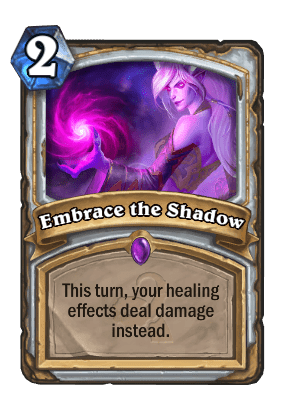 2
Embrace the Shadow
This turn, your healing
effects deal damage
instead.